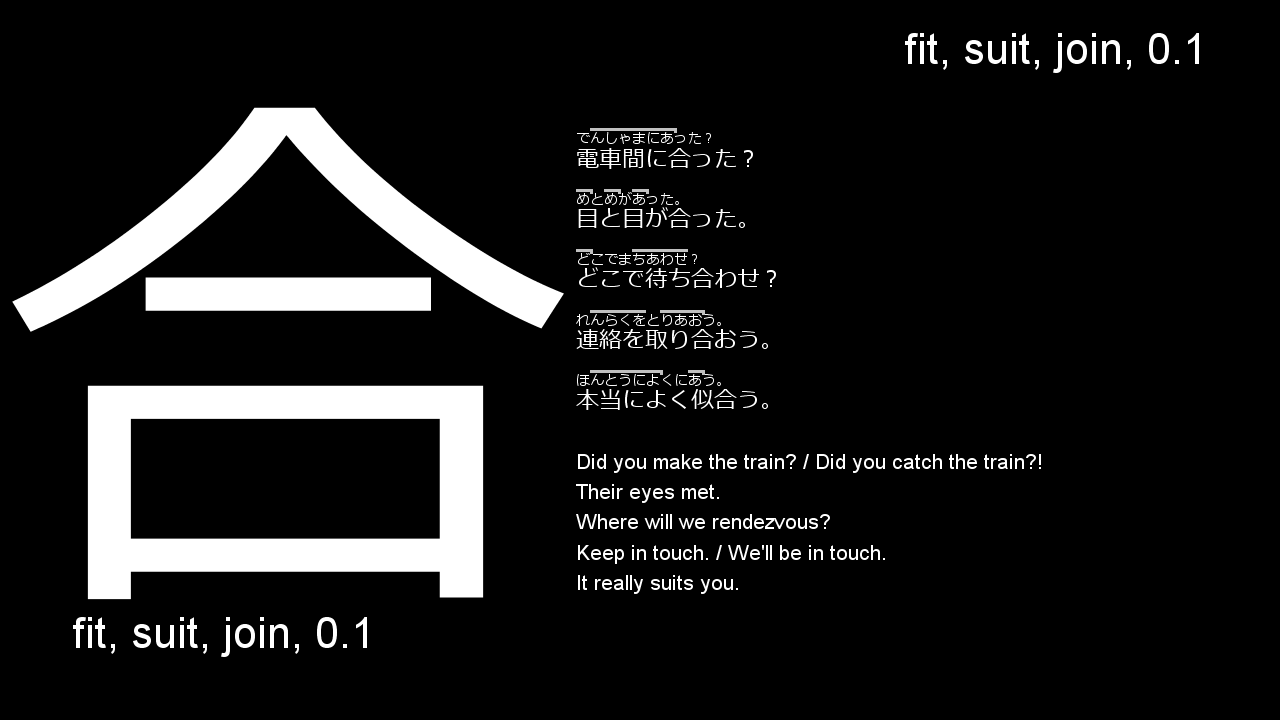 fit, suit, join, 0.1
合
fit, suit, join, 0.1
でんしゃまにあった？
電車間に合った？
めとめがあった。
目と目が合った。
どこでまちあわせ？
どこで待ち合わせ？
れんらくをとりあおう。
連絡を取り合おう。
ほんとうによくにあう。
本当によく似合う。
Did you make the train? / Did you catch the train?!
Their eyes met.
Where will we rendezvous?
Keep in touch. / We'll be in touch.
It really suits you.